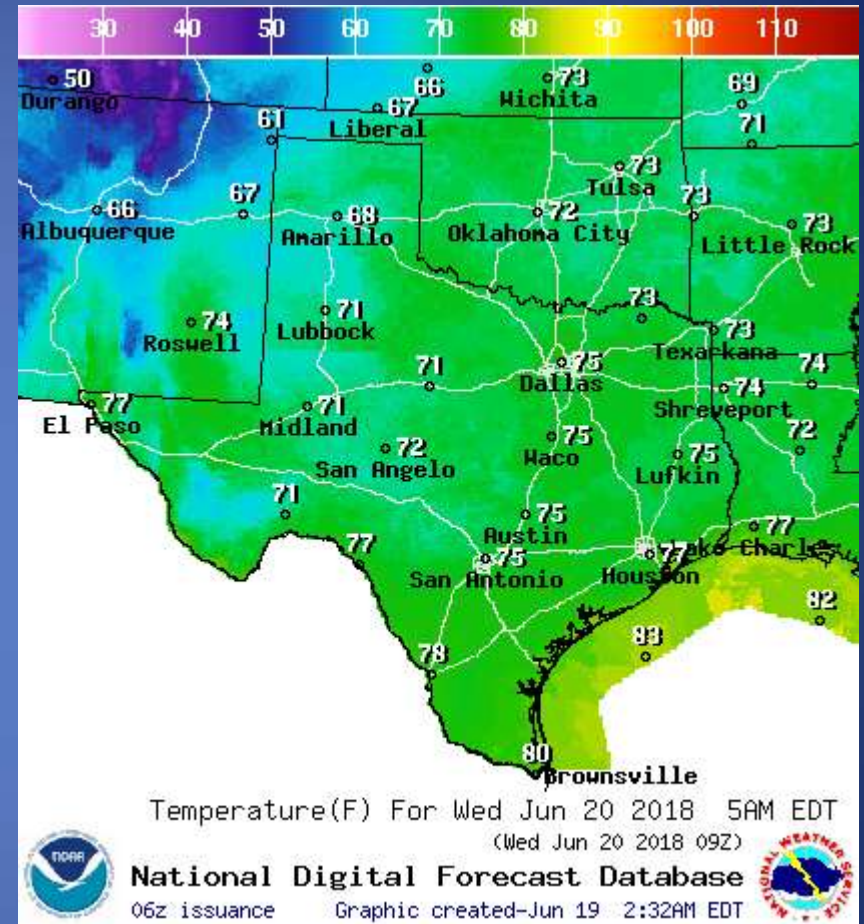 30 40 50 60 70 80 90 100 110
50
Durango
66
73
Wichita
69
67
Liberal
61
71
73
Tulsa
66
Albuquerque
67
68
Amarillo
72
Oklahoma City
73
73
Little Rock
74
Roswell
71
Lubbock
73
73
Texarkana
75
Dallas
71
74
74
Shreveport
77
El Paso
71
Midland
72
San Angelo
75
Waco
75
Lufkin
72
71
75
Austin
77
Lake Charles
77
75
San Antonio
77
Houston
82
83
78
80
Brownsville
Temperature(F) For Wed Jun 20 2018 5AM EDT
(Wed Jun 20 2018 09Z)
NOAA
National Digital Forecast Database
06z issuance Graphic created-Jun 19 2:32AM EDT
NATIONAL WEATHER SERVICE